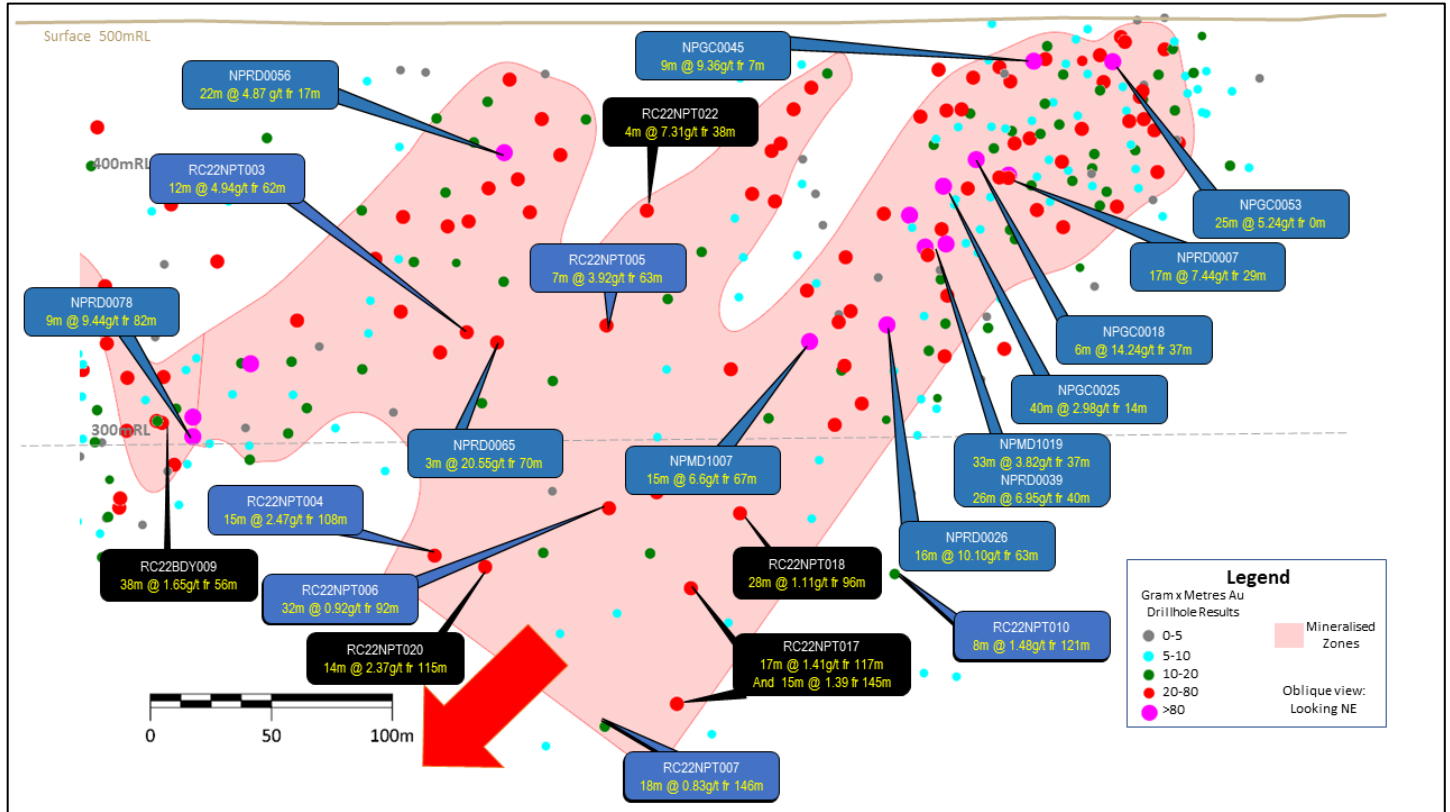 Surface 500mRL
NPGC0045
9m @ 9.36g/t fr 7m
NPRD0056
22m @ 4.87 g/t fr 17m
RC22NPT022
4m @ 7.31g/t fr 38m
400mRL
RC22NPT003
12m @ 4.94g/t fr 62m
NPGC0053
25m @ 5.24g/t fr 0m
NPRD0007
17m @ 7.44g/t fr 29m
RC22NPT005
7m @ 3.92g/t fr 63m
NPRD0078
9m @ 9.44g/t fr 82m
NPGC0018
6m @ 14.24g/t fr 37m
NPGC0025
40m @ 2.98g/t fr 14m
300mRL
NPRD0065
3m @ 20.55g/t fr 70m
NPMD1007
15m @ 6.6g/t fr 67m
NPMD1019
33m @ 3.82g/t fr 37m
NPRD0039
26m @ 6.95g/t fr 40m
RC22NPT004
15m @ 2.47g/t fr 108m
NPRD0026
16m @ 10.10g/t fr 63m
RC22BDY009
38m @ 1.65g/t fr 56m
RC22NPT006
32m @ 0.92g/t fr 92m
RC22NPT018
28m @ 1.11g/t fr 96m
RC22NPT020
14m @ 2.37g/t fr 115m
RC22NPT017
17m @ 1.41g/t fr 117m
And 15m @ 1.39 fr 145m
RC22NPT010
8m @ 1.48g/t fr 121m
RC22NPT007
18m @ 0.83g/t fr 146m
0 50 100m
Legend
Gram x Metres Au
Drillhole Results
0-5
5-10
10-20
20-80
>80
Mineralised
Zones
Oblique view:
Looking NE